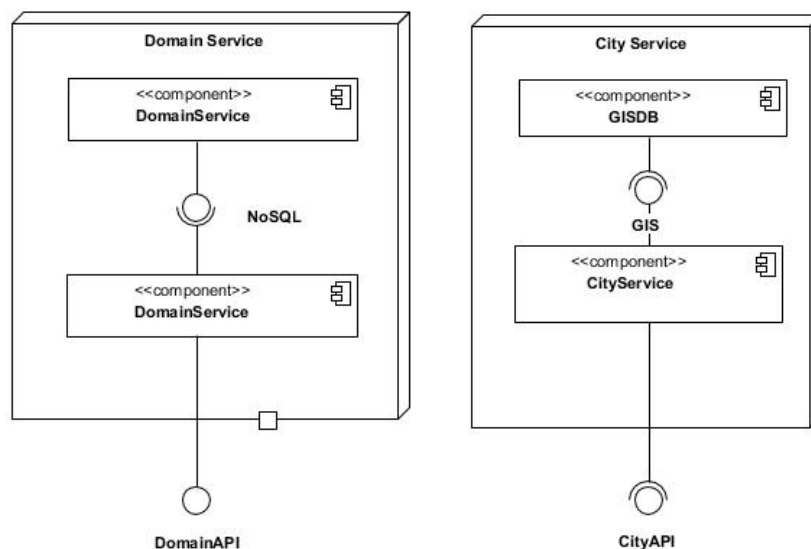 Domain Service
<<component>>
DomainService
NoSQL
<<component>>
DomainService
DomainAPI
City Service
<<component>>
GISDB
GIS
<<component>>
CityService
CityAPI